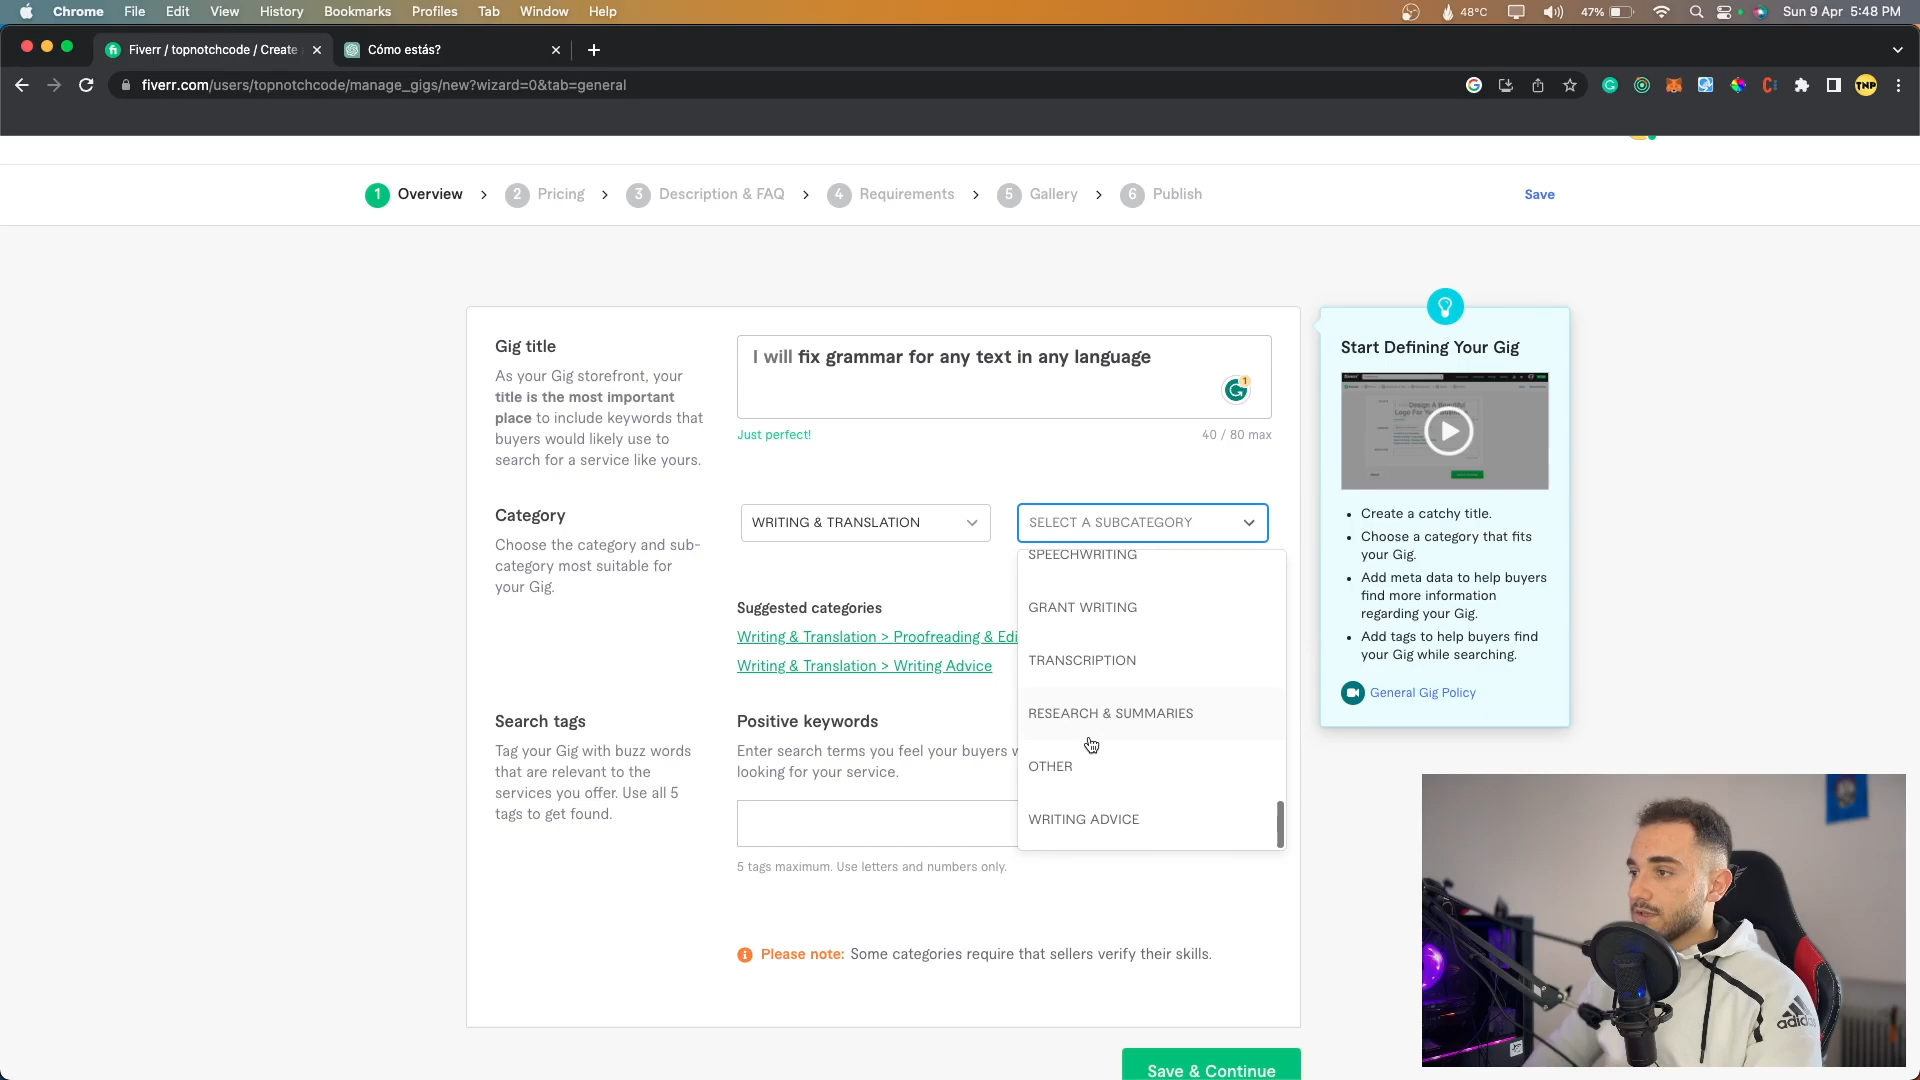 Chrome File Edit View History Bookmarks Profiles Tab Window Help 48°C 47% Sun 9 Apr 5:48 PM
Fiverr / topnotchcode / Create Cómo estás?
fiverr.com/users/topnotchcode/manage_gigs/new?wizard=0&tab=general TNP
1 Overview 2 Pricing 3 Description & FAQ 4 Requirements 5 Gallery 6 Publish Save
Gig title
As your Gig storefront, your
title is the most important
place to include keywords that
buyers would likely use to
search for a service like yours.
I will fix grammar for any text in any language
1
Just perfect! 40 / 80 max
Category
Choose the category and sub-
category most suitable for
your Gig.
WRITING & TRANSLATION
SELECT A SUBCATEGORY
SPEECHWRITING
GRANT WRITING
TRANSCRIPTION
RESEARCH & SUMMARIES
OTHER
WRITING ADVICE
Suggested categories
Writing & Translation > Proofreading & Edi
Writing & Translation > Writing Advice
Search tags
Tag your Gig with buzz words
that are relevant to the
services you offer. Use all 5
tags to get found.
Positive keywords
Enter search terms you feel your buyers w
looking for your service.
5 tags maximum. Use letters and numbers only.
Please note: Some categories require that sellers verify their skills.
Save & Continue
Start Defining Your Gig
• Create a catchy title.
• Choose a category that fits
your Gig.
• Add meta data to help buyers
find more information
regarding your Gig.
• Add tags to help buyers find
your Gig while searching.
General Gig Policy
adidas